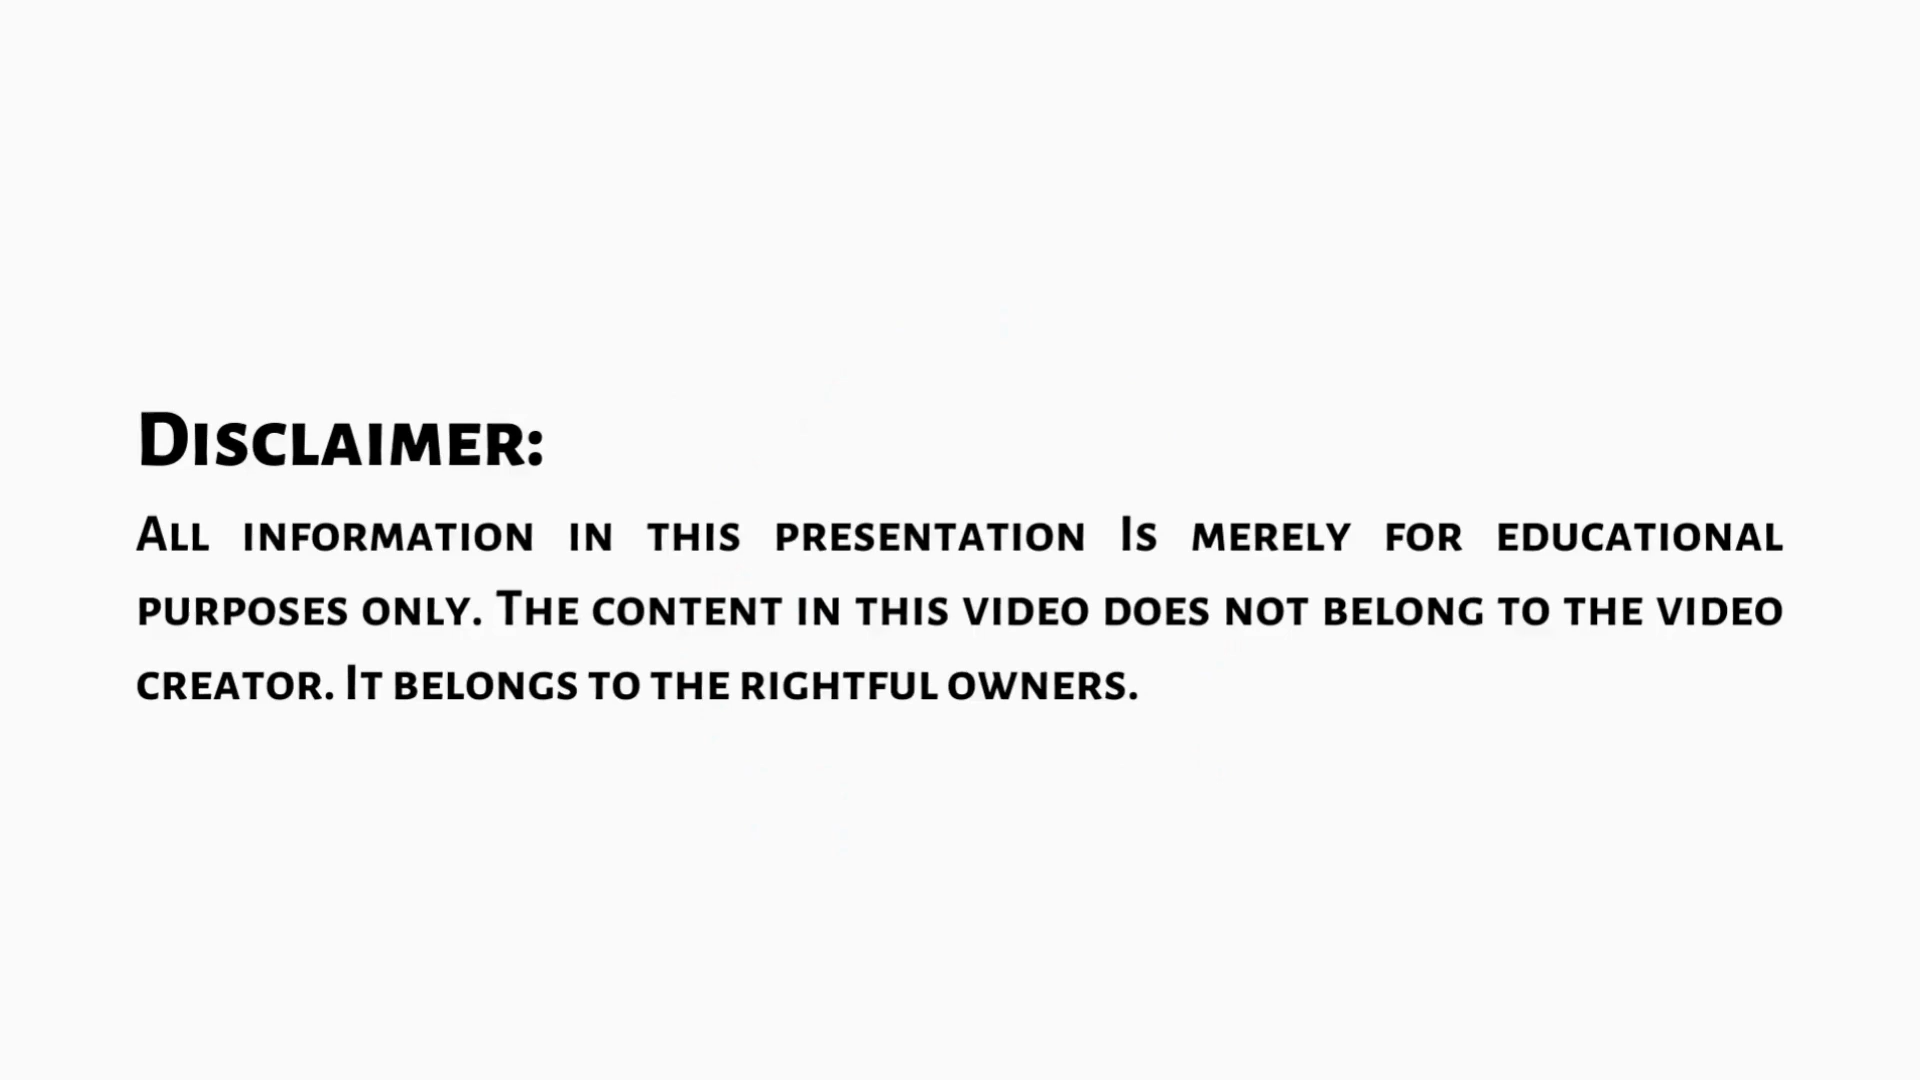 Disclaimer:
All information in this presentation Is merely for educational
purposes only. The content in this video does not belong to the video
creator. It belongs to the rightful owners.